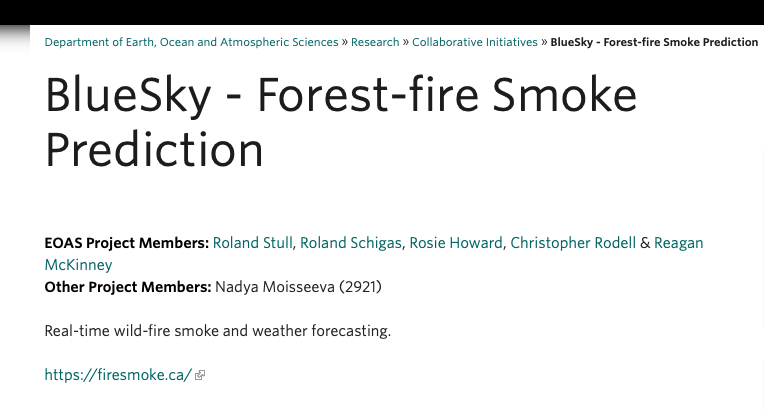 Department of Earth, Ocean and Atmospheric Sciences » Research » Collaborative Initiatives » BlueSky - Forest-fire Smoke Prediction
BlueSky - Forest-fire Smoke
Prediction
EOAS Project Members: Roland Stull, Roland Schigas, Rosie Howard, Christopher Rodell & Reagan
McKinney
Other Project Members: Nadya Moisseeva (2921)
Real-time wild-fire smoke and weather forecasting.
https://firesmoke.ca/